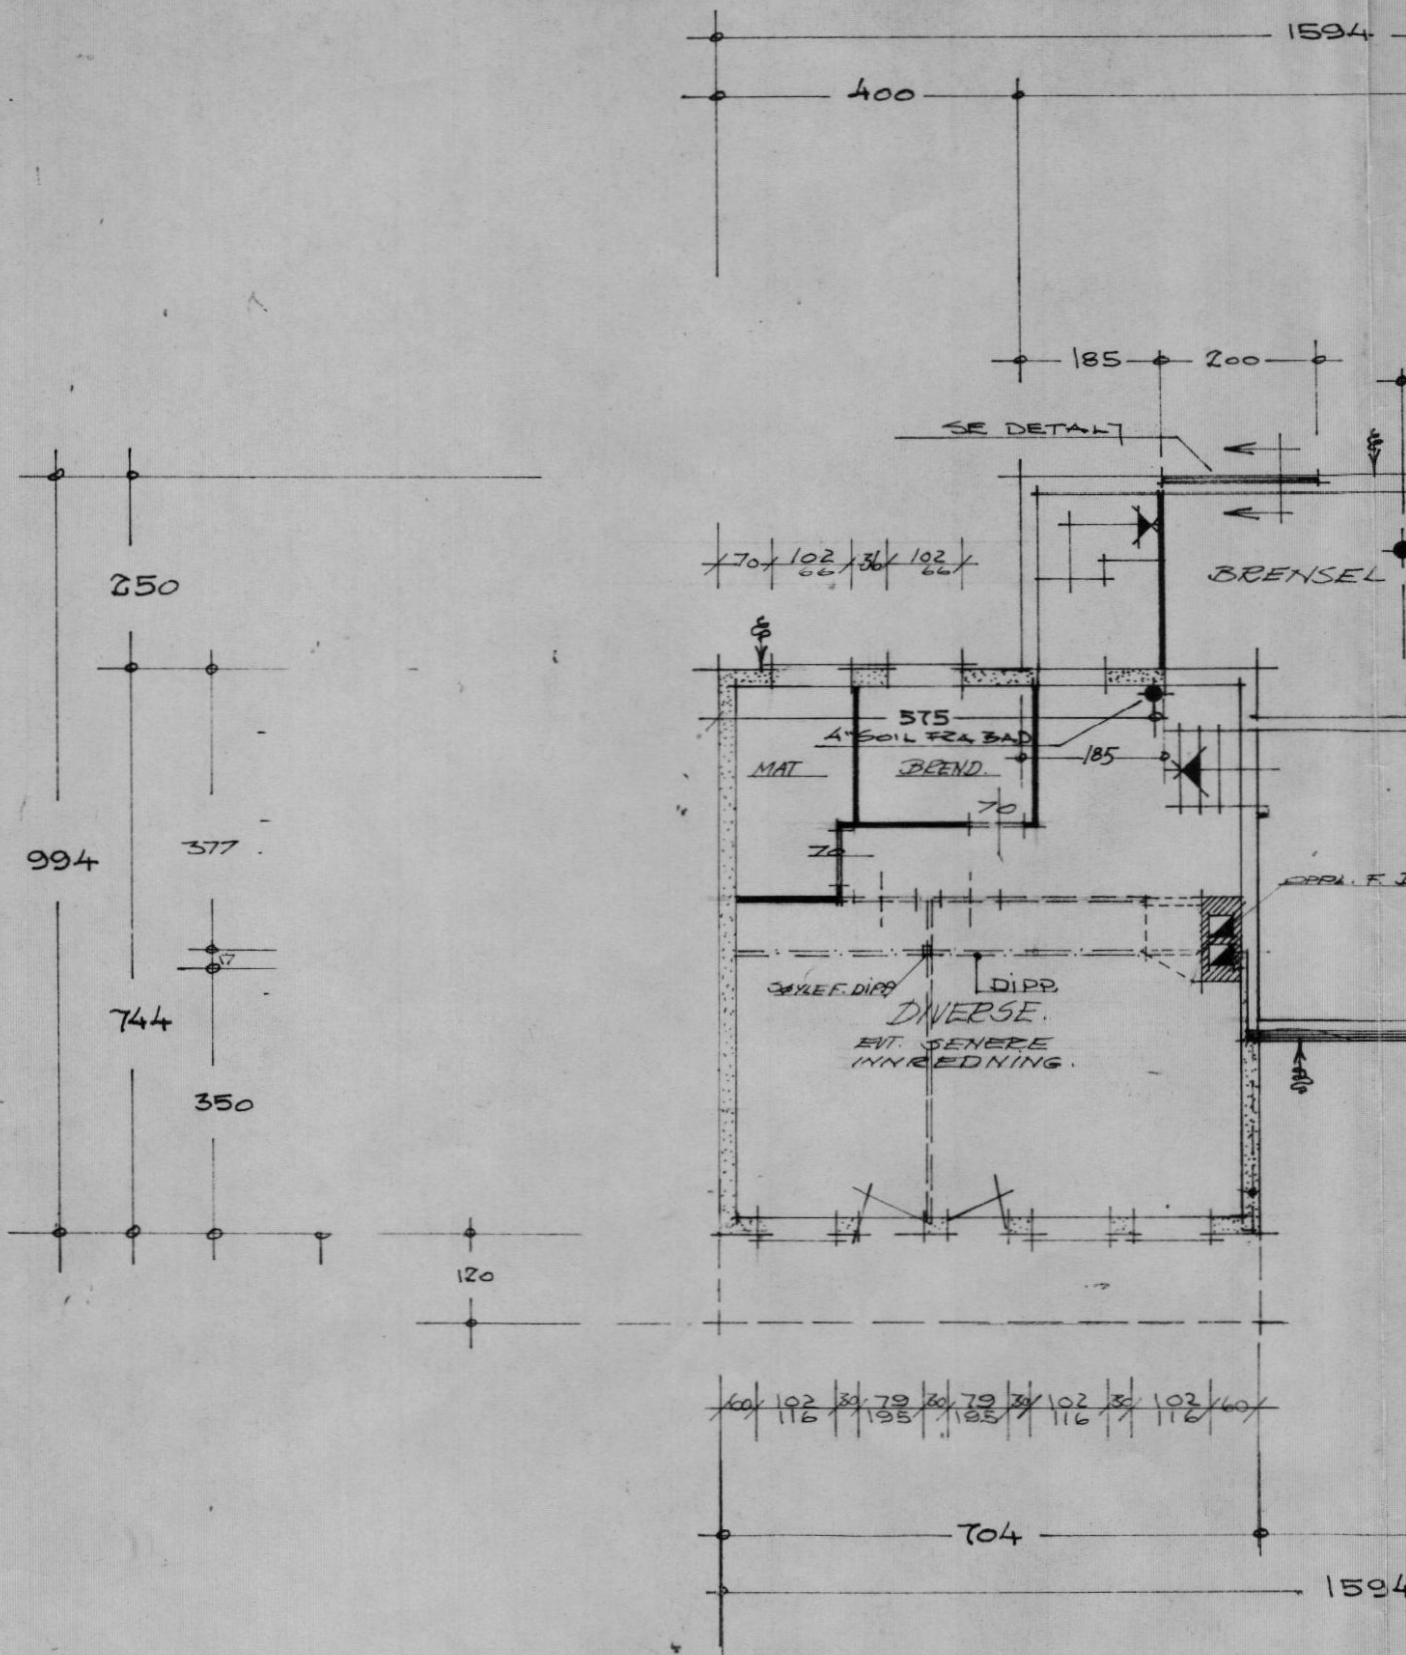 1594
400
185 200
SE DETALJ
250
70 102 36 102
66 66
BRENSEL
575
4" SOIL FRA BAD
185
MAT BREND.
70
70
377
994
17
SØYLE F. DIPP DIPP.
744
DIVERSE.
EVT. SENERE
INNREDNING.
350
120
60 102 30 79 30 79 30 102 30 102 60
116 195 195 116 116
704
1594